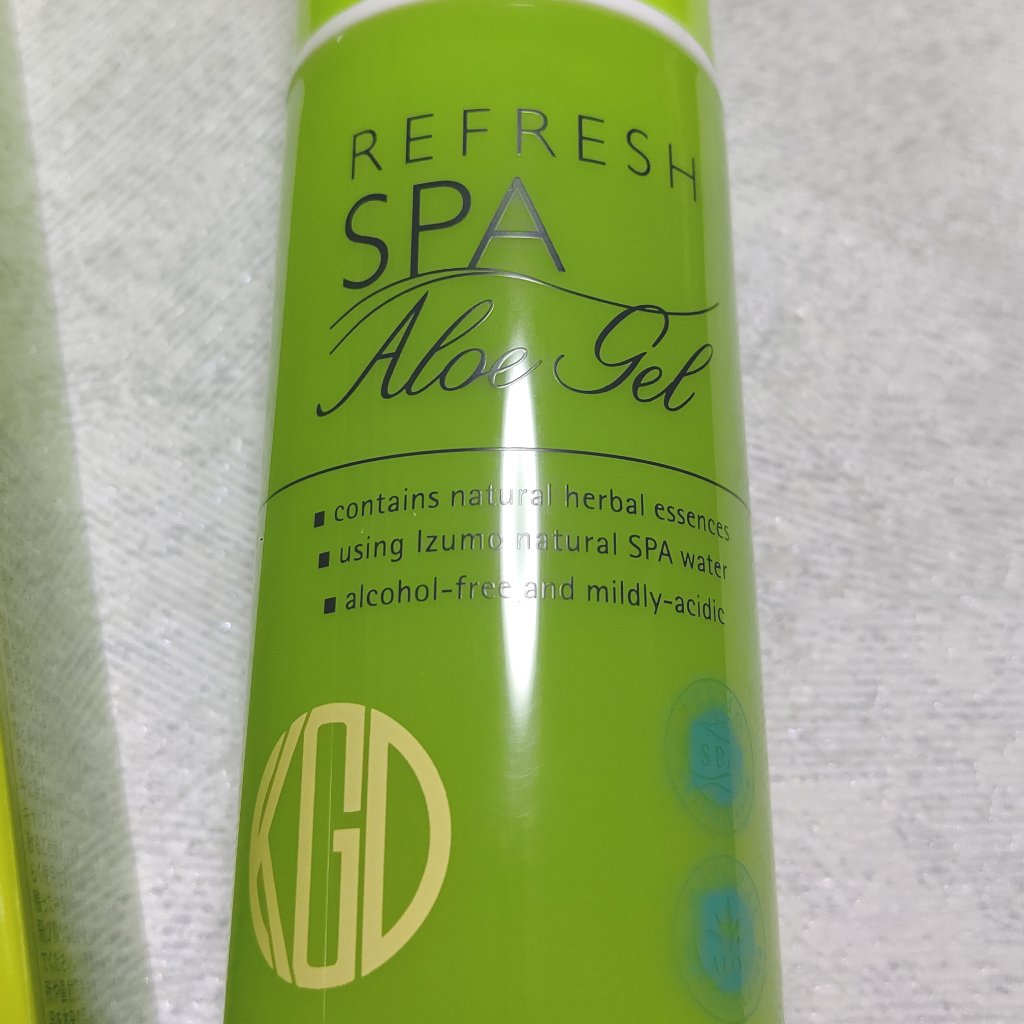 REFRESH
SPA
Aloe Gel
▪ contains natural herbal essences
▪ using Izumo natural SPA water
▪ alcohol-free and mildly-acidic
KGD
SPA